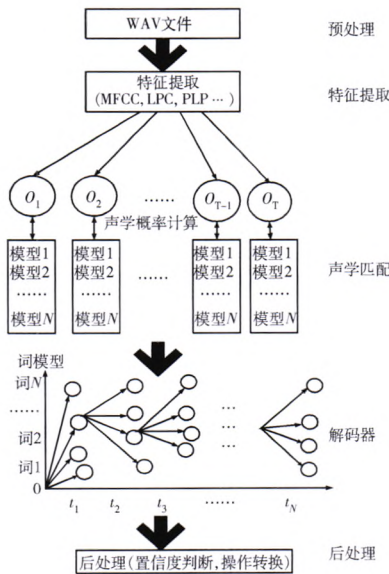 WAV文件
预处理
特征提取
(MFCC, LPC, PLP …)
特征提取
O1 O2 …… OT-1 OT
声学概率计算
模型1 模型1 模型1 模型1
模型2 模型2 …… 模型2 模型2
…… …… …… ……
模型N 模型N 模型N 模型N
声学匹配
词模型
词N
……
词2
词1
0
…
…
…
…
解码器
t1 t2 t3 …… tN
后处理(置信度判断,操作转换)
后处理